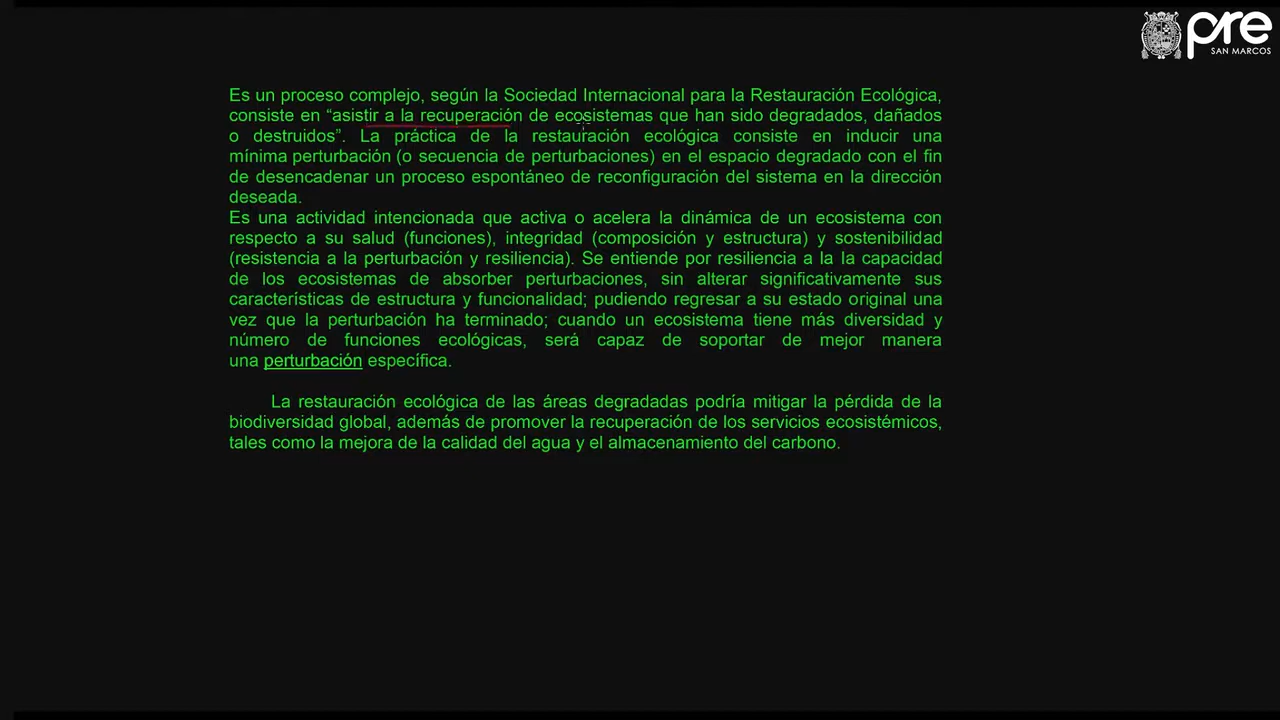 pre
SAN MARCOS
Es un proceso complejo, según la Sociedad Internacional para la Restauración Ecológica,
consiste en “asistir a la recuperación de ecosistemas que han sido degradados, dañados
o destruidos”. La práctica de la restauración ecológica consiste en inducir una
mínima perturbación (o secuencia de perturbaciones) en el espacio degradado con el fin
de desencadenar un proceso espontáneo de reconfiguración del sistema en la dirección
deseada.
Es una actividad intencionada que activa o acelera la dinámica de un ecosistema con
respecto a su salud (funciones), integridad (composición y estructura) y sostenibilidad
(resistencia a la perturbación y resiliencia). Se entiende por resiliencia a la la capacidad
de los ecosistemas de absorber perturbaciones, sin alterar significativamente sus
características de estructura y funcionalidad; pudiendo regresar a su estado original una
vez que la perturbación ha terminado; cuando un ecosistema tiene más diversidad y
número de funciones ecológicas, será capaz de soportar de mejor manera
una perturbación específica.
La restauración ecológica de las áreas degradadas podría mitigar la pérdida de la
biodiversidad global, además de promover la recuperación de los servicios ecosistémicos,
tales como la mejora de la calidad del agua y el almacenamiento del carbono.